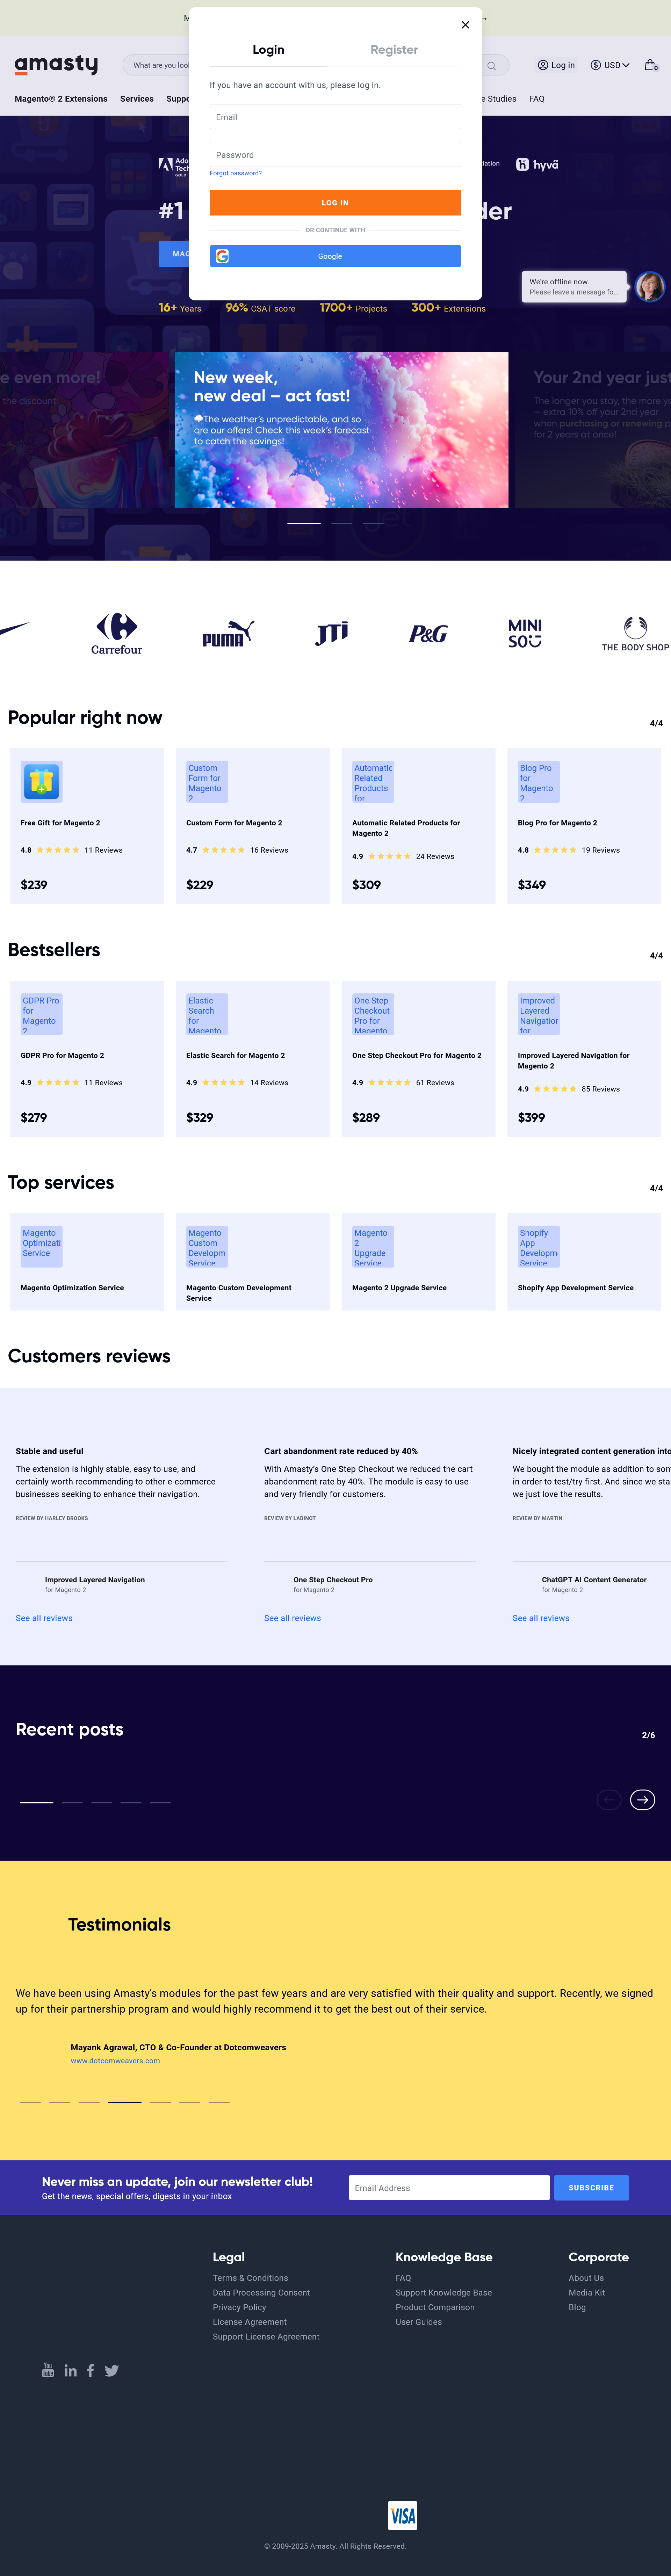 Login
Register
If you have an account with us, please log in.
Email
Password
Forgot password?
LOG IN
OR CONTINUE WITH
Google
amasty
What are you
Log in
USD
0
Magento® 2 Extensions
Services
Studies
FAQ
GOLD
hyvä
#1
16+ Years
96% CSAT score
1700+ Projects
300+ Extensions
We're offline now.
Please leave a message fo...
e even more!
the discount
New week,
new deal – act fast!
The weather's unpredictable, and so
are our offers! Check this week's forecast
to catch the savings!
Your 2nd year just
The longer you stay, the more yo
– extra 10% off your 2nd year
when purchasing or renewing p
for 2 years at once!
Carrefour
PUMA
JTi
P&G
MINI
SO
THE BODY SHOP
Popular right now
4/4
Free Gift for Magento 2
4.8
11 Reviews
$239
Custom
Form for
Magento
2
Custom Form for Magento 2
4.7
16 Reviews
$229
Automatic
Related
Products
for
Automatic Related Products for
Magento 2
4.9
24 Reviews
$309
Blog Pro
for
Magento
2
Blog Pro for Magento 2
4.8
19 Reviews
$349
Bestsellers
4/4
GDPR Pro
for
Magento
2
GDPR Pro for Magento 2
4.9
11 Reviews
$279
Elastic
Search
for
Magento
Elastic Search for Magento 2
4.9
14 Reviews
$329
One Step
Checkout
Pro for
Magento
One Step Checkout Pro for Magento 2
4.9
61 Reviews
$289
Improved
Layered
Navigation
for
Improved Layered Navigation for
Magento 2
4.9
85 Reviews
$399
Top services
4/4
Magento
Optimizati
Service
Magento Optimization Service
Magento
Custom
Developm
Service
Magento Custom Development
Service
Magento
2
Upgrade
Service
Magento 2 Upgrade Service
Shopify
App
Developm
Service
Shopify App Development Service
Customers reviews
Stable and useful
The extension is highly stable, easy to use, and
certainly worth recommending to other e-commerce
businesses seeking to enhance their navigation.
REVIEW BY HARLEY BROOKS
Improved Layered Navigation
for Magento 2
See all reviews
Cart abandonment rate reduced by 40%
With Amasty's One Step Checkout we reduced the cart
abandonment rate by 40%. The module is easy to use
and very friendly for customers.
REVIEW BY LABINOT
One Step Checkout Pro
for Magento 2
See all reviews
Nicely integrated content generation into
We bought the module as addition to som
in order to test/try first. And since we sta
we just love the results.
REVIEW BY MARTIN
ChatGPT AI Content Generator
for Magento 2
See all reviews
Recent posts
2/6
Testimonials
We have been using Amasty's modules for the past few years and are very satisfied with their quality and support. Recently, we signed
up for their partnership program and would highly recommend it to get the best out of their service.
Mayank Agrawal, CTO & Co-Founder at Dotcomweavers
www.dotcomweavers.com
Never miss an update, join our newsletter club!
Get the news, special offers, digests in your inbox
Email Address
SUBSCRIBE
Legal
Terms & Conditions
Data Processing Consent
Privacy Policy
License Agreement
Support License Agreement
Knowledge Base
FAQ
Support Knowledge Base
Product Comparison
User Guides
Corporate
About Us
Media Kit
Blog
You
Tube
in
f
VISA
© 2009-2025 Amasty. All Rights Reserved.